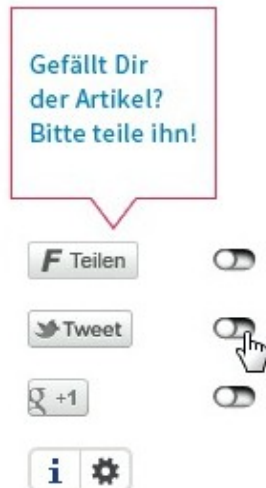 Gefällt Dir
der Artikel?
Bitte teile ihn!
F Teilen
Tweet
g +1
i